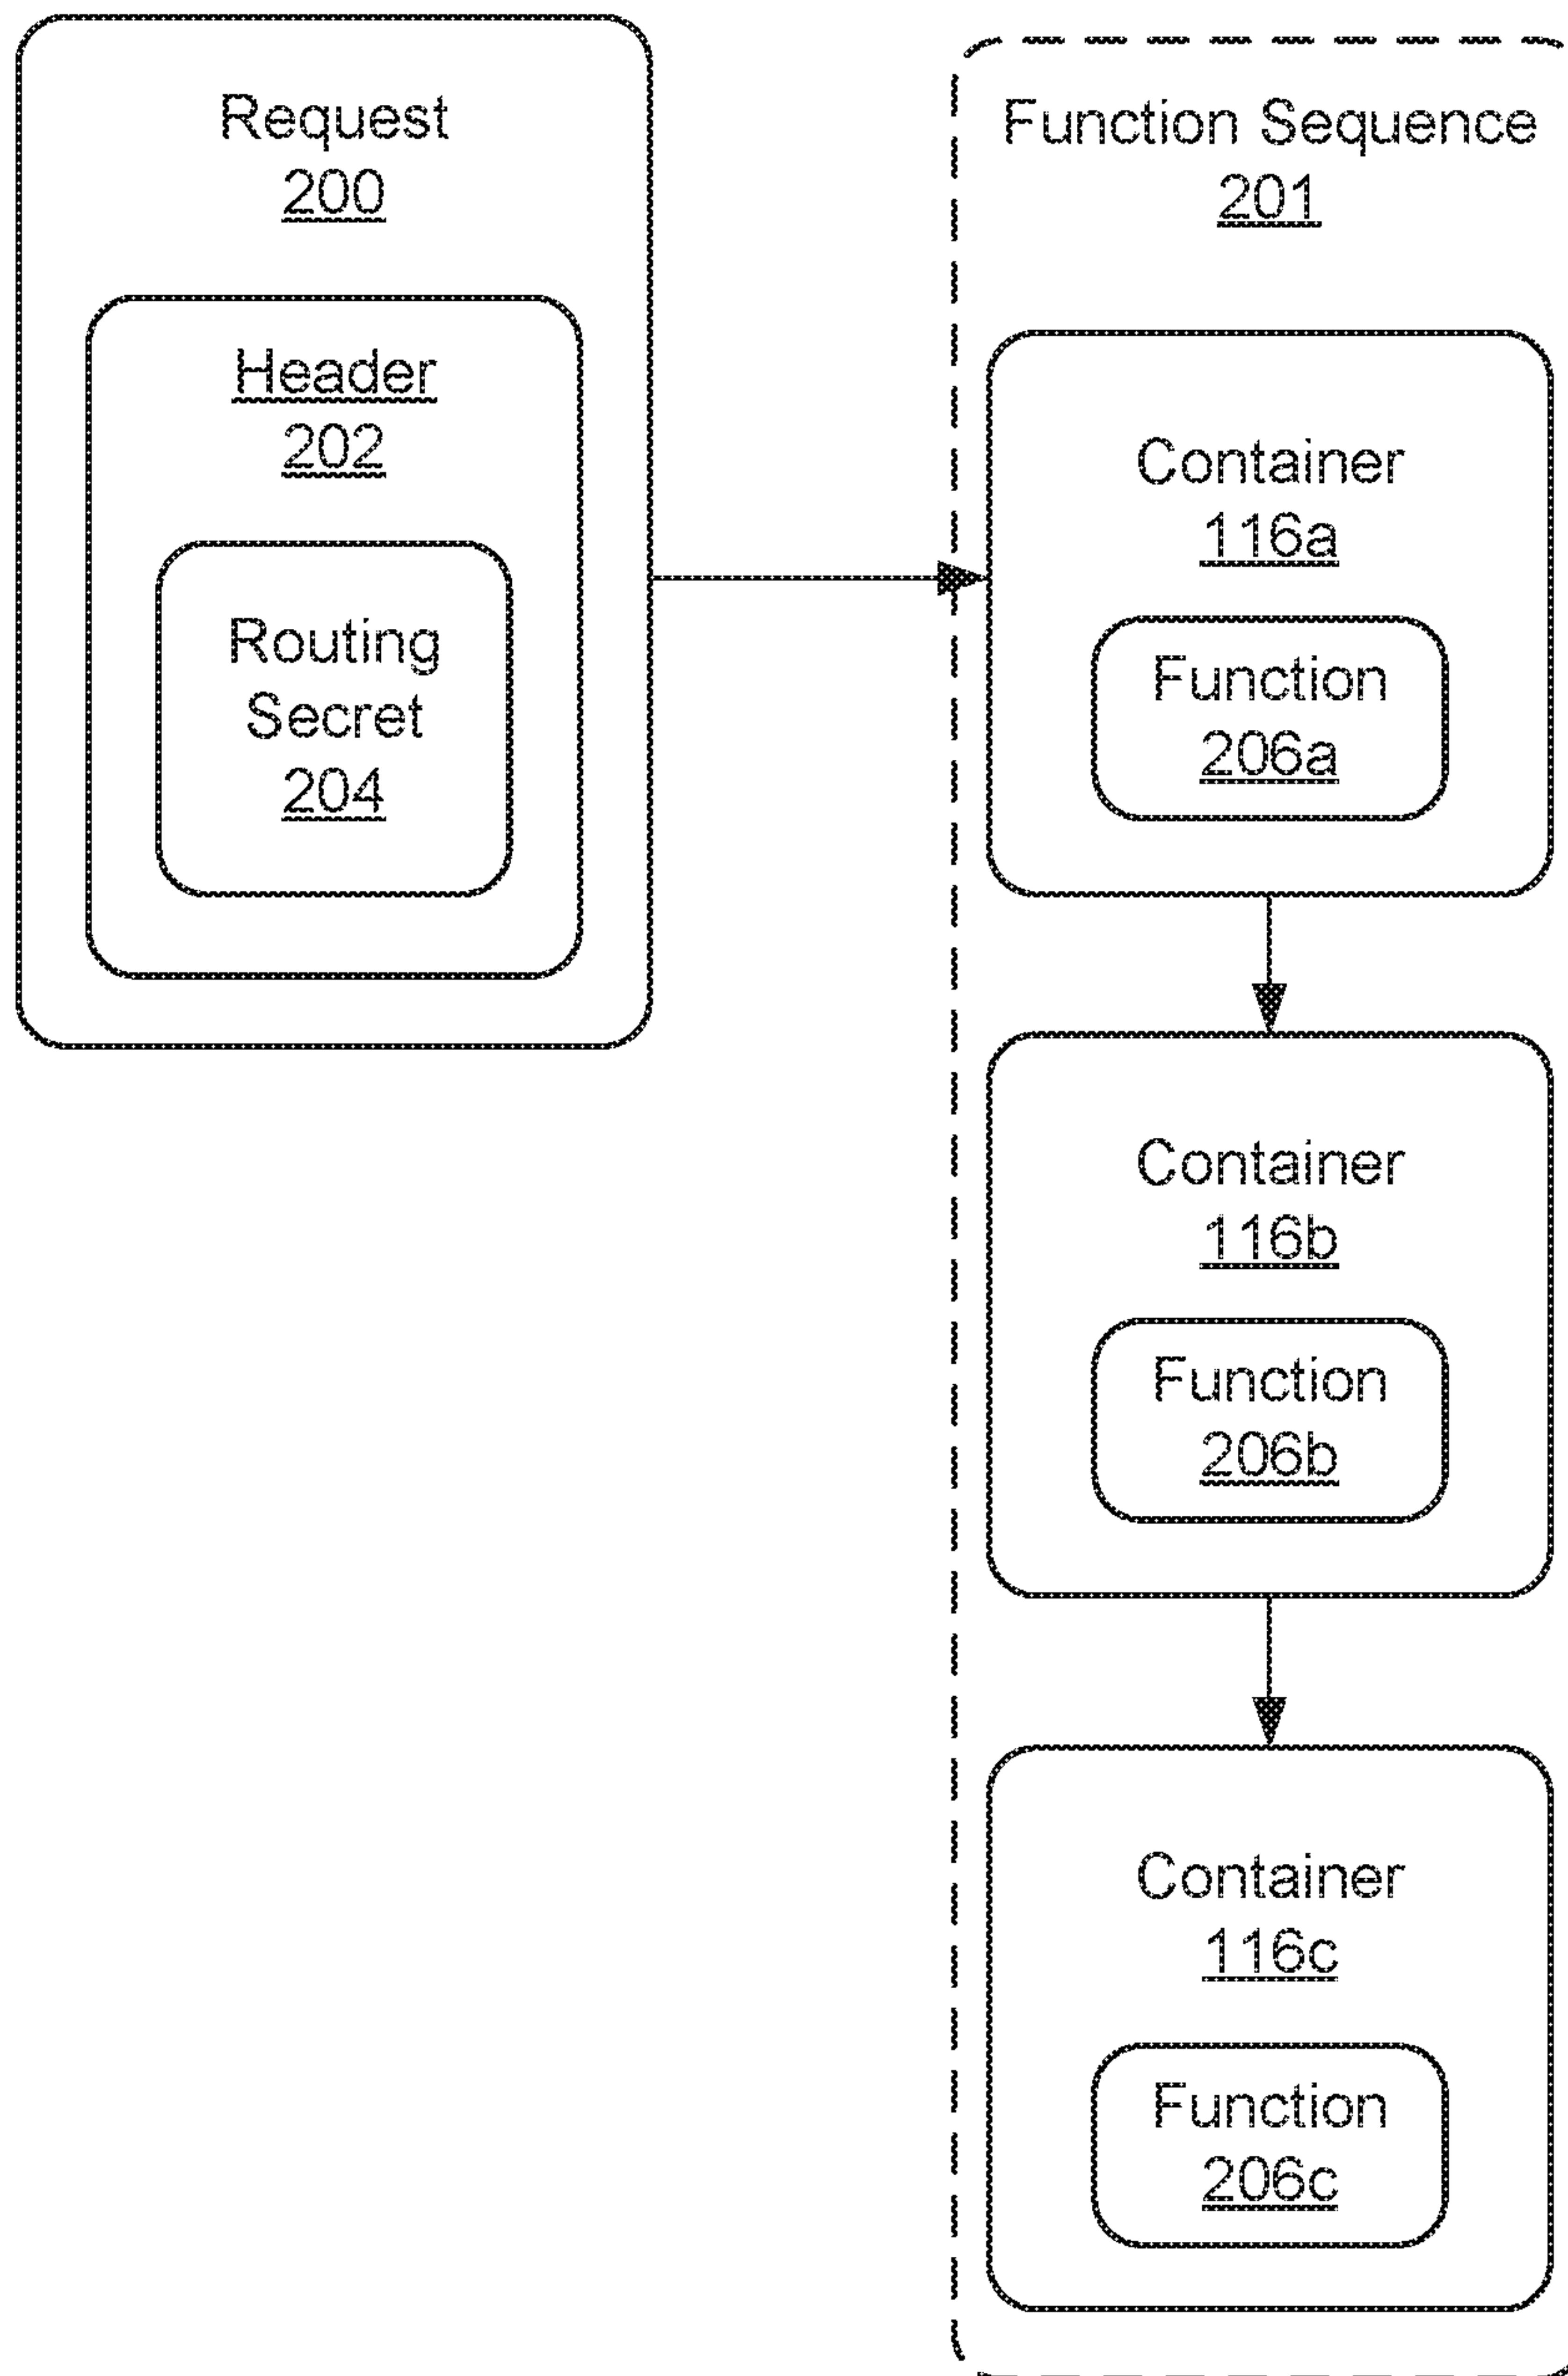 Request
200
Header
202
Routing
Secret
204
Function Sequence
201
Container
116a
Function
206a
Container
116b
Function
206b
Container
116c
Function
206c